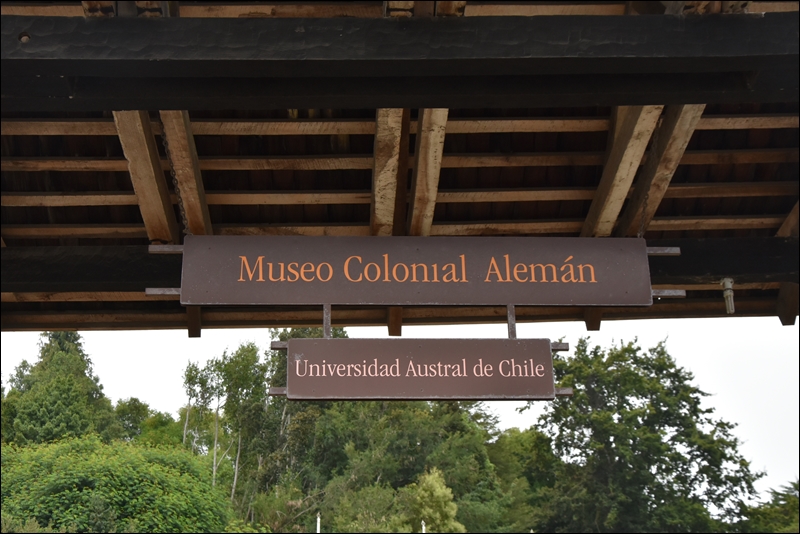 Museo Colonial Alemán
Universidad Austral de Chile